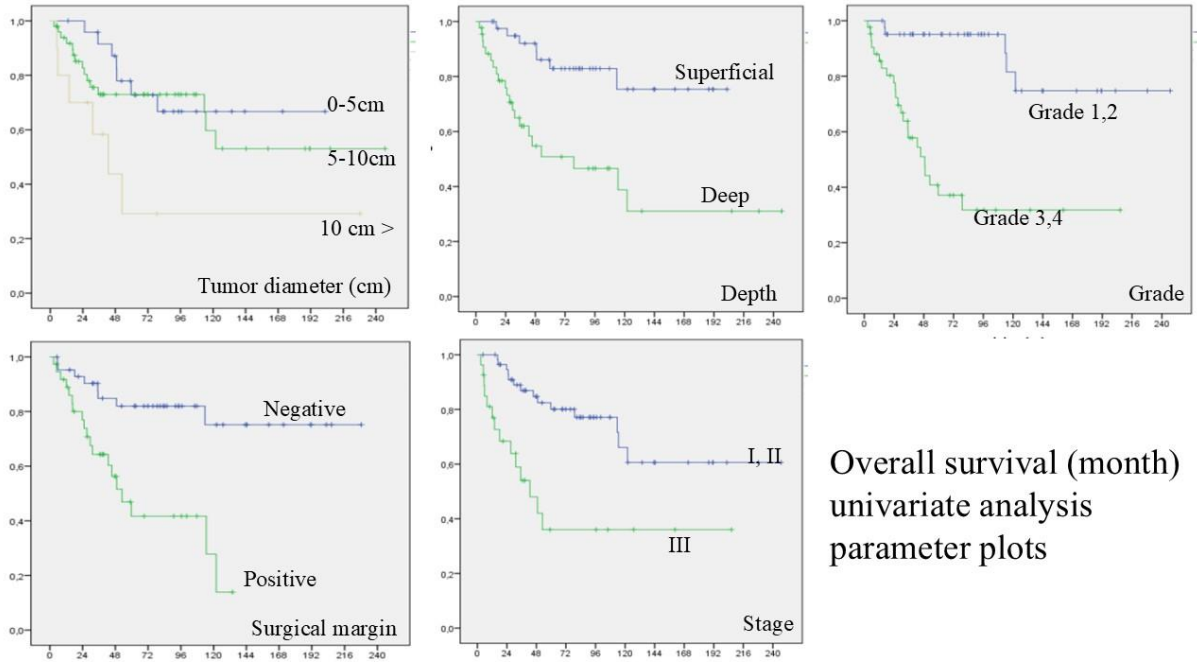 1,0
0,8
0,6
0,4
0,2
0,0
0-5cm
5-10cm
10 cm >
Tumor diameter (cm)
0 24 48 72 96 120 144 168 192 216 240
1,0
0,8
0,6
0,4
0,2
0,0
Superficial
Deep
Depth
0 24 48 72 96 120 144 168 192 216 240
1,0
0,8
0,6
0,4
0,2
0,0
Grade 1,2
Grade 3,4
Grade
0 24 48 72 96 120 144 168 192 216 240
1,0
0,8
0,6
0,4
0,2
0,0
Negative
Positive
Surgical margin
0 24 48 72 96 120 144 168 192 216 240
1,0
0,8
0,6
0,4
0,2
0,0
I, II
III
Stage
0 24 48 72 96 120 144 168 192 216 240
Overall survival (month)
univariate analysis
parameter plots